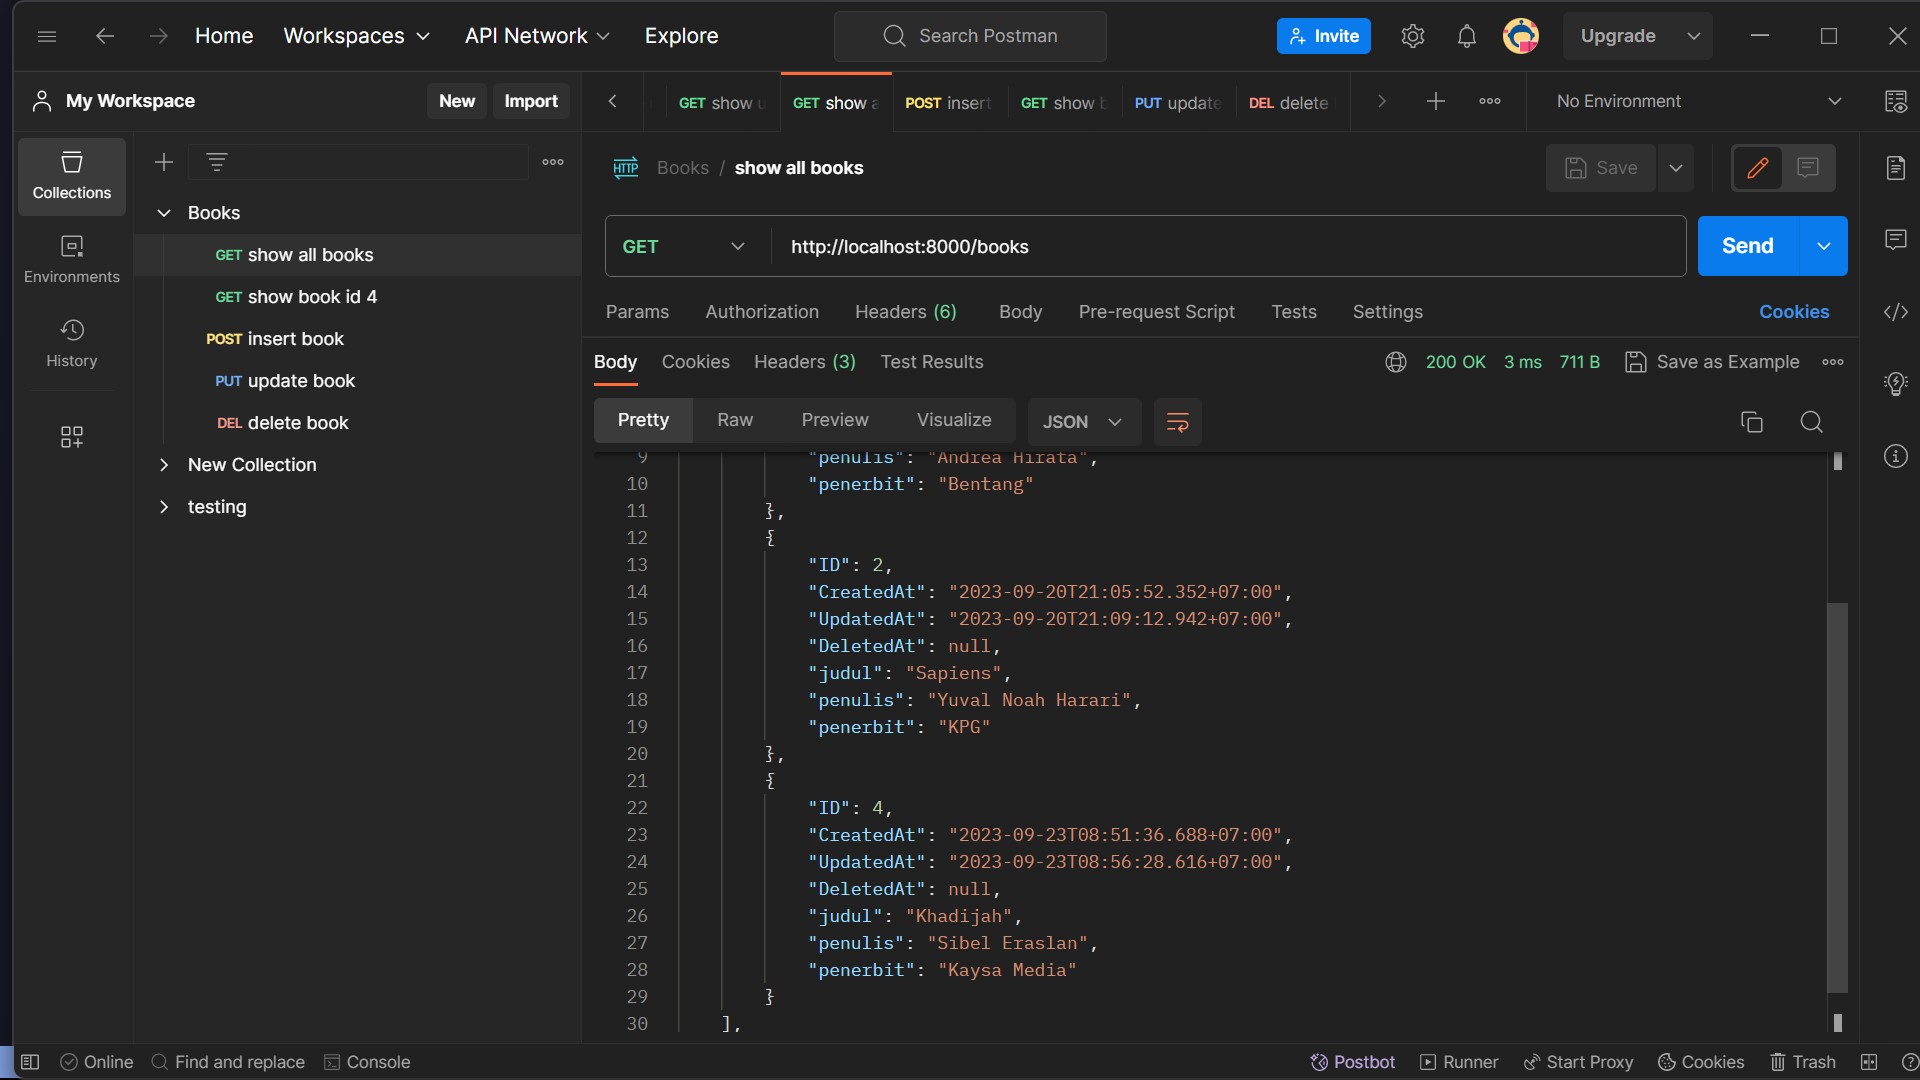 Home Workspaces API Network Explore Search Postman Invite Upgrade
My Workspace New Import GET show u GET show a POST insert GET show b PUT update DEL delete No Environment
Collections
Environments
History
Books
GET show all books
GET show book id 4
POST insert book
PUT update book
DEL delete book
New Collection
testing
HTTP Books / show all books Save
GET http://localhost:8000/books Send
Params Authorization Headers (6) Body Pre-request Script Tests Settings Cookies
Body Cookies Headers (3) Test Results 200 OK 3 ms 711 B Save as Example
Pretty Raw Preview Visualize JSON
9 "penulis": "Andrea Hirata",
10 "penerbit": "Bentang"
11 },
12 {
13 "ID": 2,
14 "CreatedAt": "2023-09-20T21:05:52.352+07:00",
15 "UpdatedAt": "2023-09-20T21:09:12.942+07:00",
16 "DeletedAt": null,
17 "judul": "Sapiens",
18 "penulis": "Yuval Noah Harari",
19 "penerbit": "KPG"
20 },
21 {
22 "ID": 4,
23 "CreatedAt": "2023-09-23T08:51:36.688+07:00",
24 "UpdatedAt": "2023-09-23T08:56:28.616+07:00",
25 "DeletedAt": null,
26 "judul": "Khadijah",
27 "penulis": "Sibel Eraslan",
28 "penerbit": "Kaysa Media"
29 }
30 ],
Online Find and replace Console Postbot Runner Start Proxy Cookies Trash